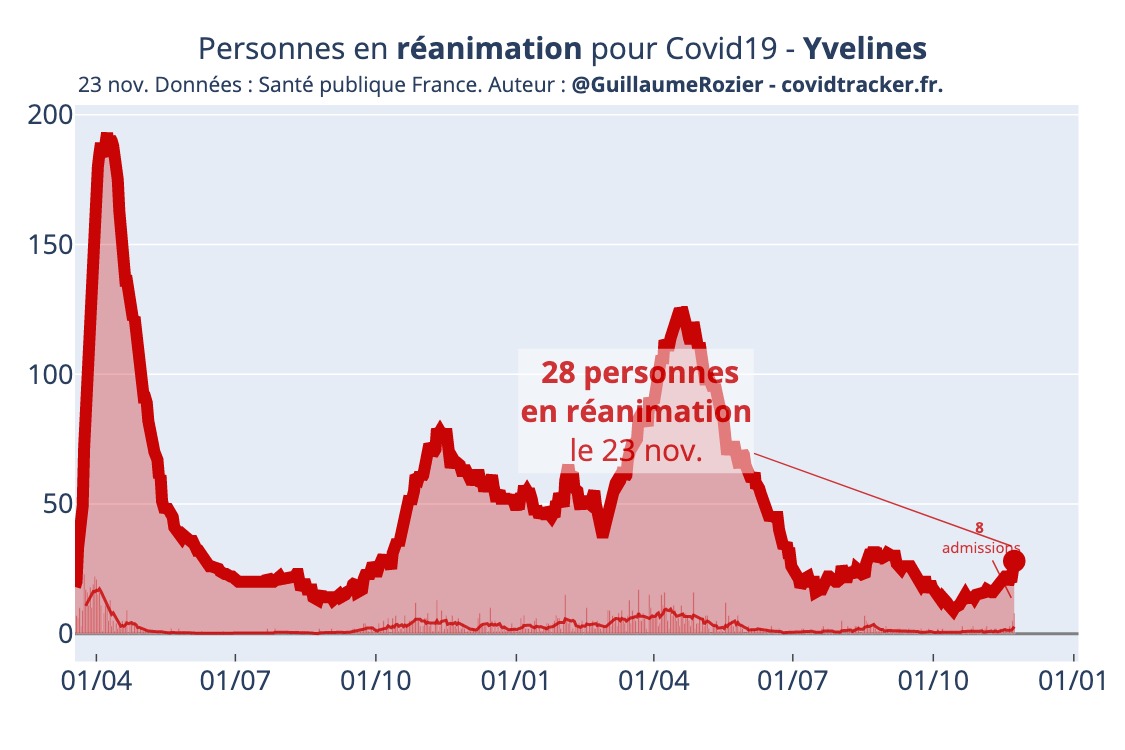 Personnes en réanimation pour Covid19 - Yvelines
23 nov. Données : Santé publique France. Auteur : @GuillaumeRozier - covidtracker.fr.
200
150
100
50
0
28 personnes
en réanimation
le 23 nov.
8
admissions
01/04
01/07
01/10
01/01
01/04
01/07
01/10
01/01